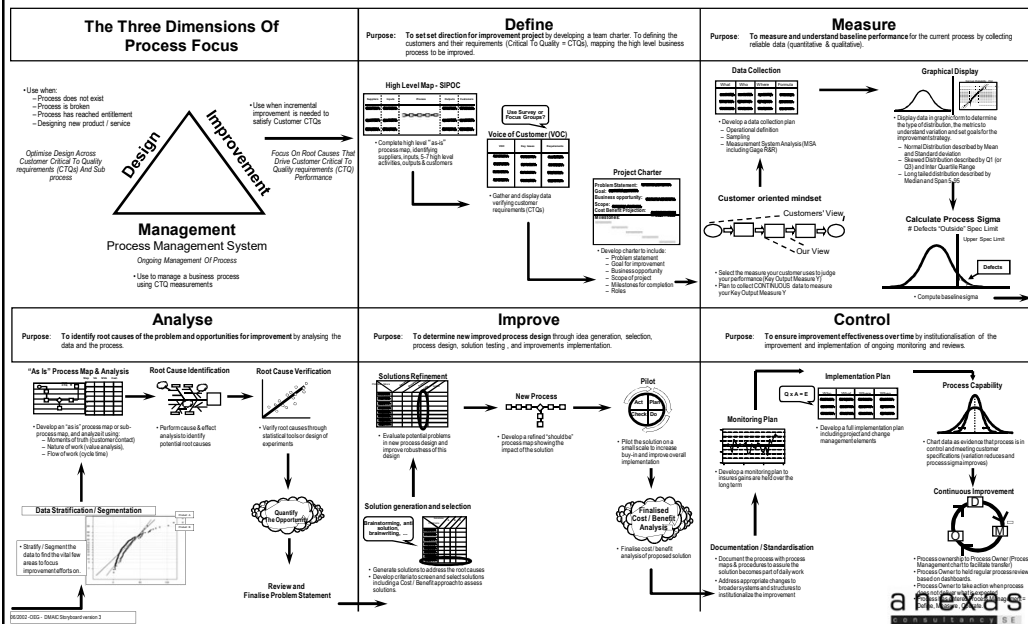 The Three Dimensions Of
Process Focus
• Use when:
– Process does not exist
– Process is broken
– Process has reached entitlement
– Designing new product / service
• Use when incremental
improvement is needed to
satisfy Customer CTQs
Optimise Design Across
Customer Critical To Quality
requirements (CTQs) And Sub
process
Design
Improvement
Focus On Root Causes That
Drive Customer Critical To
Quality requirements (CTQ)
Performance
Management
Process Management System
Ongoing Management Of Process
• Use to manage a business process
using CTQ measurements
Define
Purpose: To set set direction for improvement project by developing a team charter. To defining the
customers and their requirements (Critical To Quality = CTQs), mapping the high level business
process to be improved.
High Level Map - SIPOC
• Complete high level "as-is"
process map, identifying
suppliers, inputs, 5-7 high level
activities, outputs & customers
Use Survey or
Focus Groups?
Voice of Customer (VOC)
• Gather and display data
verifying customer
requirements (CTQs)
Project Charter
Problem Statement:
Goal:
Business opportunity:
Scope:
Cost Benefit Projection:
Milestones:
• Develop charter to include:
– Problem statement
– Goal for improvement
– Business opportunity
– Scope of project
– Milestones for completion
– Roles
Measure
Purpose: To measure and understand baseline performance for the current process by collecting
reliable data (quantitative & qualitative).
Data Collection
What Who Where Formula
• Develop a data collection plan
– Operational definition
– Sampling
– Measurement System Analysis (MSA
including Gage R&R)
Customer oriented mindset
Customers' View
Our View
• Select the measure your customer uses to judge
your performance (Key Output Measure Y)
• Plan to collect CONTINUOUS data to measure
your Key Output Measure Y
Graphical Display
• Display data in graphic form to determine
the type of distribution, the metrics to
understand variation and set goals for the
improvement strategy.
– Normal Distribution described by Mean
and Standard deviation
– Skewed Distribution described by Q1 (or
Q3) and Inter Quartile Range
– Long tailed distribution described by
Median and Span 5-95
Calculate Process Sigma
# Defects "Outside" Spec Limit
Upper Spec Limit
Defects
• Compute baseline sigma
Analyse
Purpose: To identify root causes of the problem and opportunities for improvement by analysing the
data and the process.
"As Is" Process Map & Analysis
• Develop an "as is" process map or sub-
process map, and analyze it using:
– Moments of truth (customer contact)
– Nature of work (value analysis),
– Flow of work (cycle time)
Root Cause Identification
• Perform cause & effect
analysis to identify
potential root causes
Root Cause Verification
• Verify root causes through
statistical tools or design of
experiments
Data Stratification / Segmentation
• Stratify / Segment the
data to find the vital few
areas to focus
improvement efforts on.
Quantify
The Opportunity
Review and
Finalise Problem Statement
06/2002 -OEG - DMAIC Storyboard version 3
Improve
Purpose: To determine new improved process design through idea generation, selection,
process design, solution testing , and improvements implementation.
Solutions Refinement
• Evaluate potential problems
in new process design and
improve robustness of this
design
New Process
• Develop a refined "should be"
process map showing the
impact of the solution
Pilot
Act Plan
Check Do
• Pilot the solution on a
small scale to increase
buy-in and improve overall
implementation
Solution generation and selection
Brainstorming, anti
solution,
brainwriting, ...
• Generate solutions to address the root causes
• Develop criteria to screen and select solutions
including a Cost / Benefit approach to assess
solutions.
Finalised
Cost / Benefit
Analysis
• Finalise cost / benefit
analysis of proposed solution
Control
Purpose: To ensure improvement effectiveness over time by institutionalisation of the
improvement and implementation of ongoing monitoring and reviews.
Implementation Plan
Q x A = E
• Develop a full implementation plan
including project and change
management elements
Monitoring Plan
• Develop a monitoring plan to
insures gains are held over the
long term
Documentation / Standardisation
• Document the process with process
maps & procedures to assure the
solution becomes part of daily work
• Address appropriate changes to
broader systems and structures to
institutionalize the improvement
Process Capability
• Chart data as evidence that process is in
control and meeting customer
specifications (variation reduces and
process sigma improves)
Continuous Improvement
D
M
O
• Process ownership to Process Owner (Process
Management chart to facilitate transfer)
• Process Owner to held regular process review
based on dashboards.
• Process Owner to take action when process
does not deliver what is expected
Define, Measure, Operate.
arexas
consultancy SE